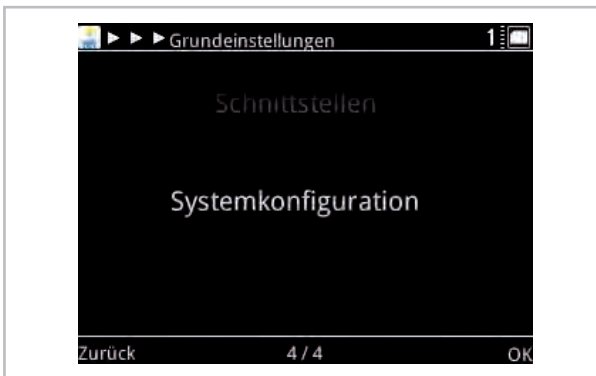 Grundeinstellungen 1
Schnittstellen
Systemkonfiguration
Zurück 4 / 4 OK